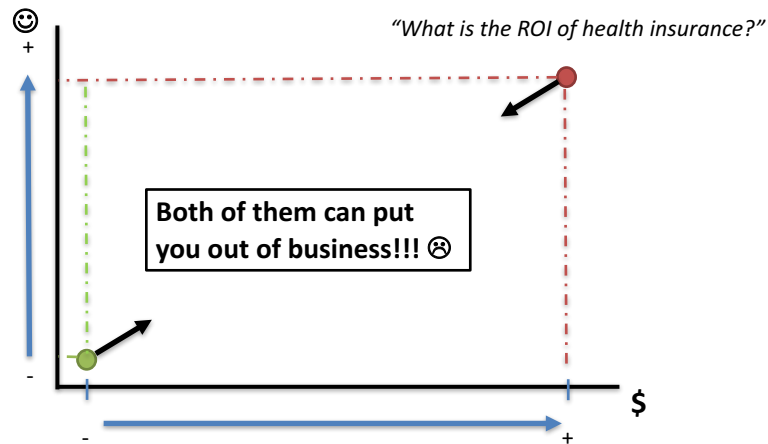 ☺
+
“What is the ROI of health insurance?”
Both of them can put
you out of business!!! ☹
-
$
-
+